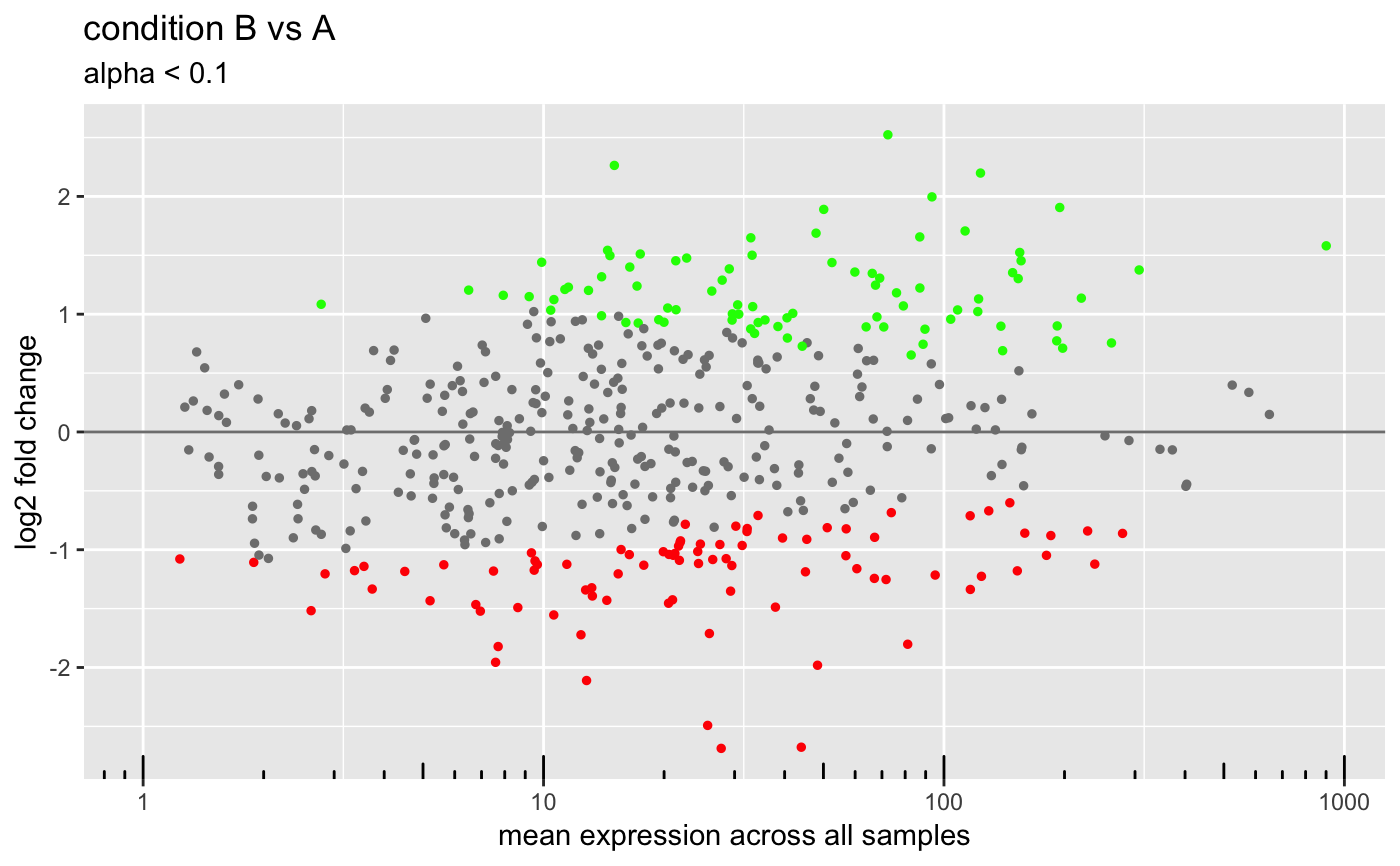 condition B vs A
alpha < 0.1
log2 fold change
2
1
0
-1
-2
1 10 100 1000
mean expression across all samples